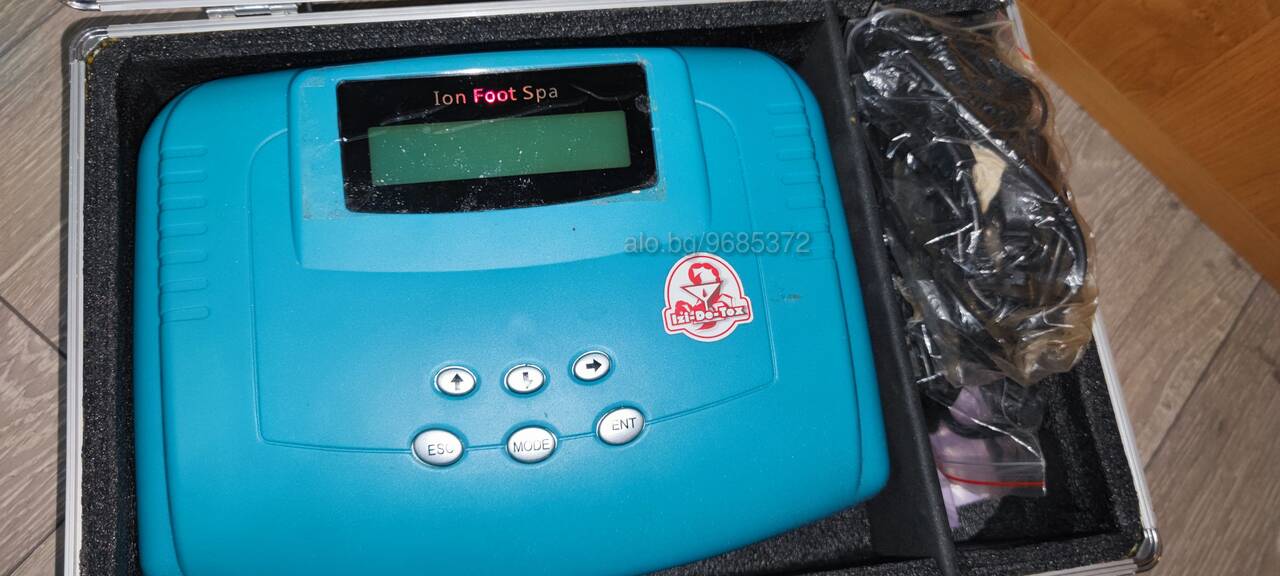 Ion Foot Spa
alo.bg/9685372
Izi-De-Tox
ESC
MODE
ENT